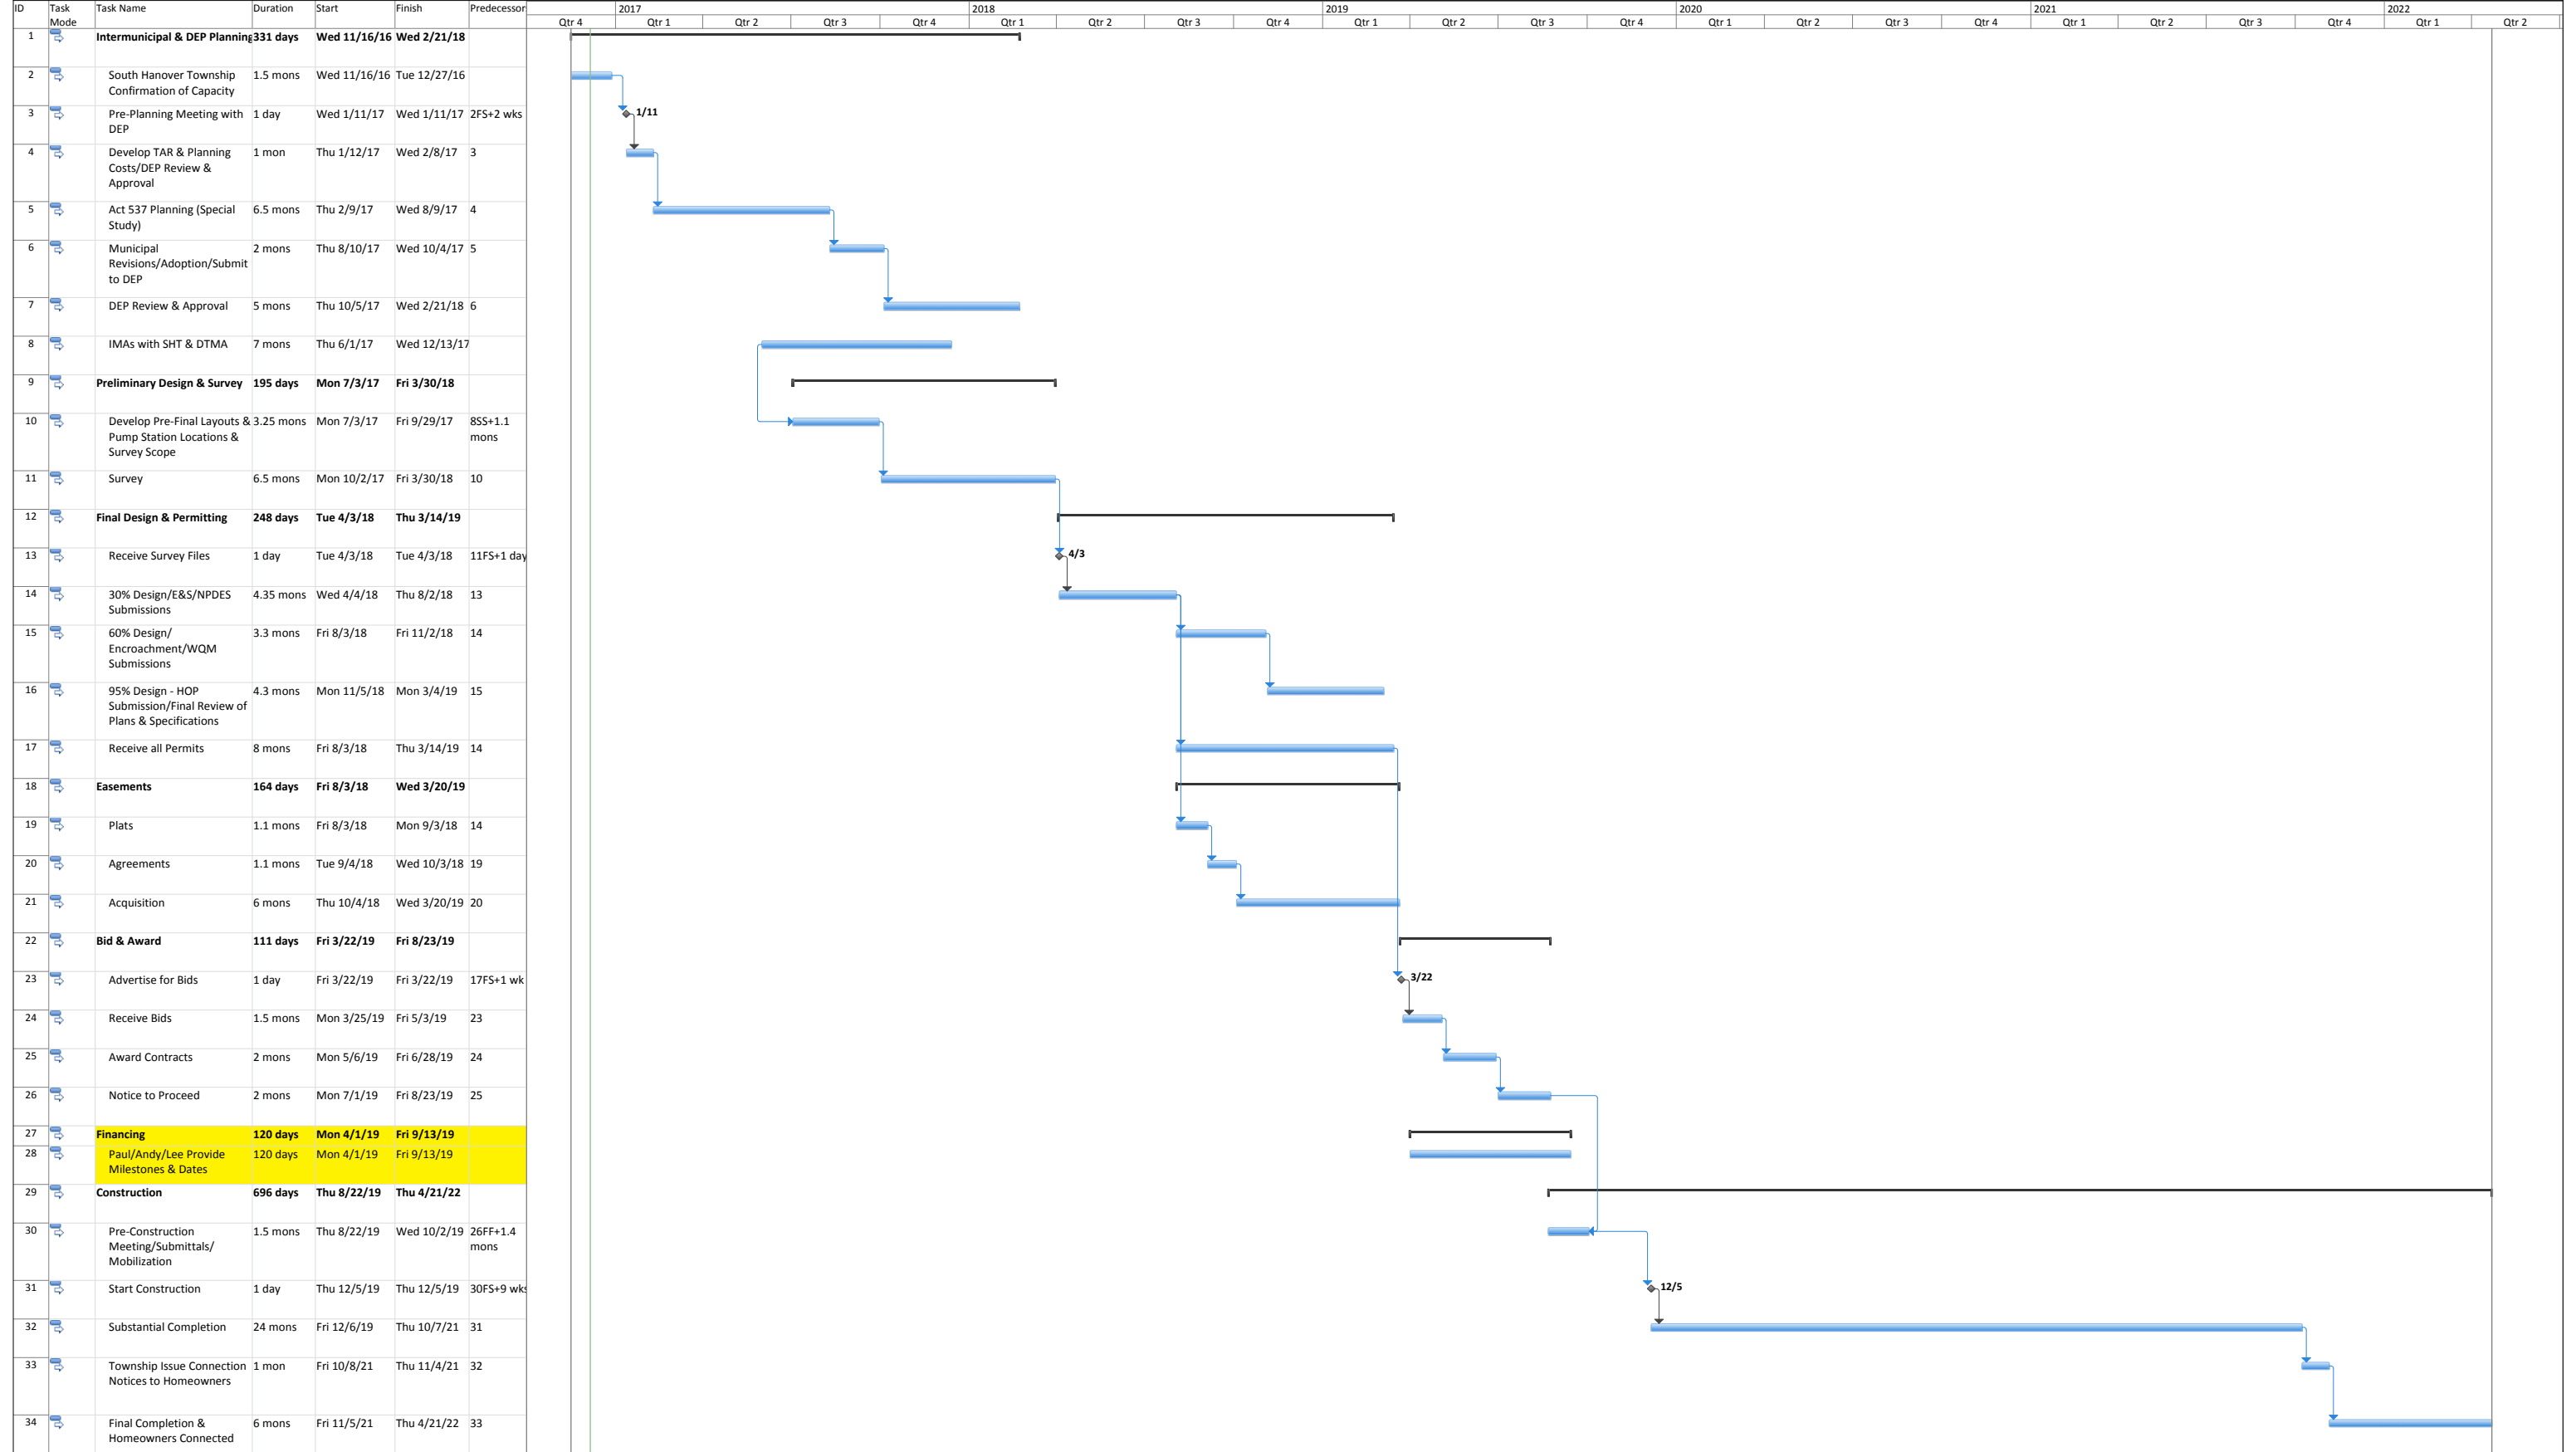 ID Task Mode Task Name Duration Start Finish Predecessor
2017 2018 2019 2020 2021 2022
Qtr 4 Qtr 1 Qtr 2 Qtr 3 Qtr 4 Qtr 1 Qtr 2 Qtr 3 Qtr 4 Qtr 1 Qtr 2 Qtr 3 Qtr 4 Qtr 1 Qtr 2 Qtr 3 Qtr 4 Qtr 1 Qtr 2 Qtr 3 Qtr 4 Qtr 1 Qtr 2
1 Intermunicipal & DEP Planning 331 days Wed 11/16/16 Wed 2/21/18
2 South Hanover Township 1.5 mons Wed 11/16/16 Tue 12/27/16
Confirmation of Capacity
3 Pre-Planning Meeting with 1 day Wed 1/11/17 Wed 1/11/17 2FS+2 wks 1/11
DEP
4 Develop TAR & Planning 1 mon Thu 1/12/17 Wed 2/8/17 3
Costs/DEP Review &
Approval
5 Act 537 Planning (Special 6.5 mons Thu 2/9/17 Wed 8/9/17 4
Study)
6 Municipal 2 mons Thu 8/10/17 Wed 10/4/17 5
Revisions/Adoption/Submit
to DEP
7 DEP Review & Approval 5 mons Thu 10/5/17 Wed 2/21/18 6
8 IMAs with SHT & DTMA 7 mons Thu 6/1/17 Wed 12/13/17
9 Preliminary Design & Survey 195 days Mon 7/3/17 Fri 3/30/18
10 Develop Pre-Final Layouts & 3.25 mons Mon 7/3/17 Fri 9/29/17 8SS+1.1
Pump Station Locations & mons
Survey Scope
11 Survey 6.5 mons Mon 10/2/17 Fri 3/30/18 10
12 Final Design & Permitting 248 days Tue 4/3/18 Thu 3/14/19
13 Receive Survey Files 1 day Tue 4/3/18 Tue 4/3/18 11FS+1 day 4/3
14 30% Design/E&S/NPDES 4.35 mons Wed 4/4/18 Thu 8/2/18 13
Submissions
15 60% Design/ 3.3 mons Fri 8/3/18 Fri 11/2/18 14
Encroachment/WQM
Submissions
16 95% Design - HOP 4.3 mons Mon 11/5/18 Mon 3/4/19 15
Submission/Final Review of
Plans & Specifications
17 Receive all Permits 8 mons Fri 8/3/18 Thu 3/14/19 14
18 Easements 164 days Fri 8/3/18 Wed 3/20/19
19 Plats 1.1 mons Fri 8/3/18 Mon 9/3/18 14
20 Agreements 1.1 mons Tue 9/4/18 Wed 10/3/18 19
21 Acquisition 6 mons Thu 10/4/18 Wed 3/20/19 20
22 Bid & Award 111 days Fri 3/22/19 Fri 8/23/19
23 Advertise for Bids 1 day Fri 3/22/19 Fri 3/22/19 17FS+1 wk 3/22
24 Receive Bids 1.5 mons Mon 3/25/19 Fri 5/3/19 23
25 Award Contracts 2 mons Mon 5/6/19 Fri 6/28/19 24
26 Notice to Proceed 2 mons Mon 7/1/19 Fri 8/23/19 25
27 Financing 120 days Mon 4/1/19 Fri 9/13/19
28 Paul/Andy/Lee Provide 120 days Mon 4/1/19 Fri 9/13/19
Milestones & Dates
29 Construction 696 days Thu 8/22/19 Thu 4/21/22
30 Pre-Construction 1.5 mons Thu 8/22/19 Wed 10/2/19 26FF+1.4
Meeting/Submittals/ mons
Mobilization
31 Start Construction 1 day Thu 12/5/19 Thu 12/5/19 30FS+9 wks 12/5
32 Substantial Completion 24 mons Fri 12/6/19 Thu 10/7/21 31
33 Township Issue Connection 1 mon Fri 10/8/21 Thu 11/4/21 32
Notices to Homeowners
34 Final Completion & 6 mons Fri 11/5/21 Thu 4/21/22 33
Homeowners Connected